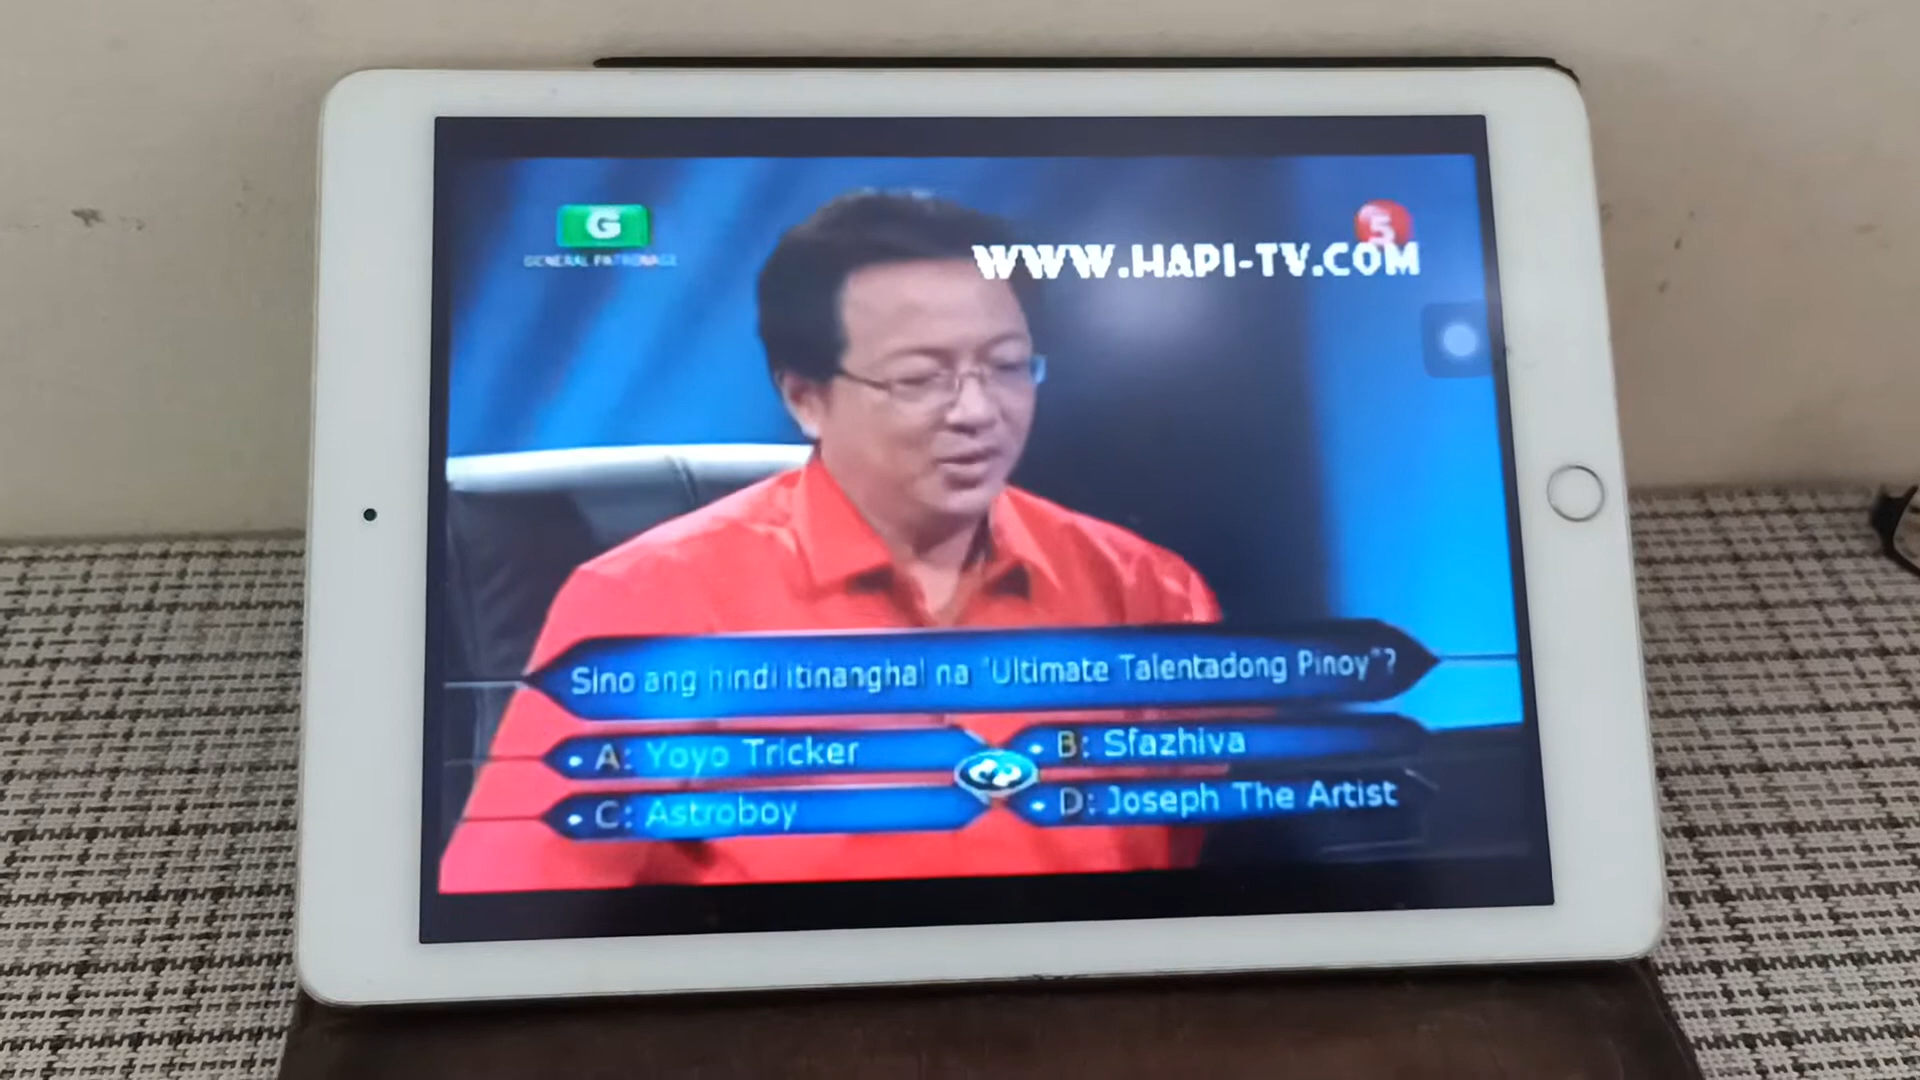 G
GENERAL PATRONAGE
5
WWW.HAPI-TV.COM
Sino ang hindi itinanghal na "Ultimate Talentadong Pinoy"?
A: Yoyo Tricker
B: Sfazhiva
C: Astroboy
D: Joseph The Artist